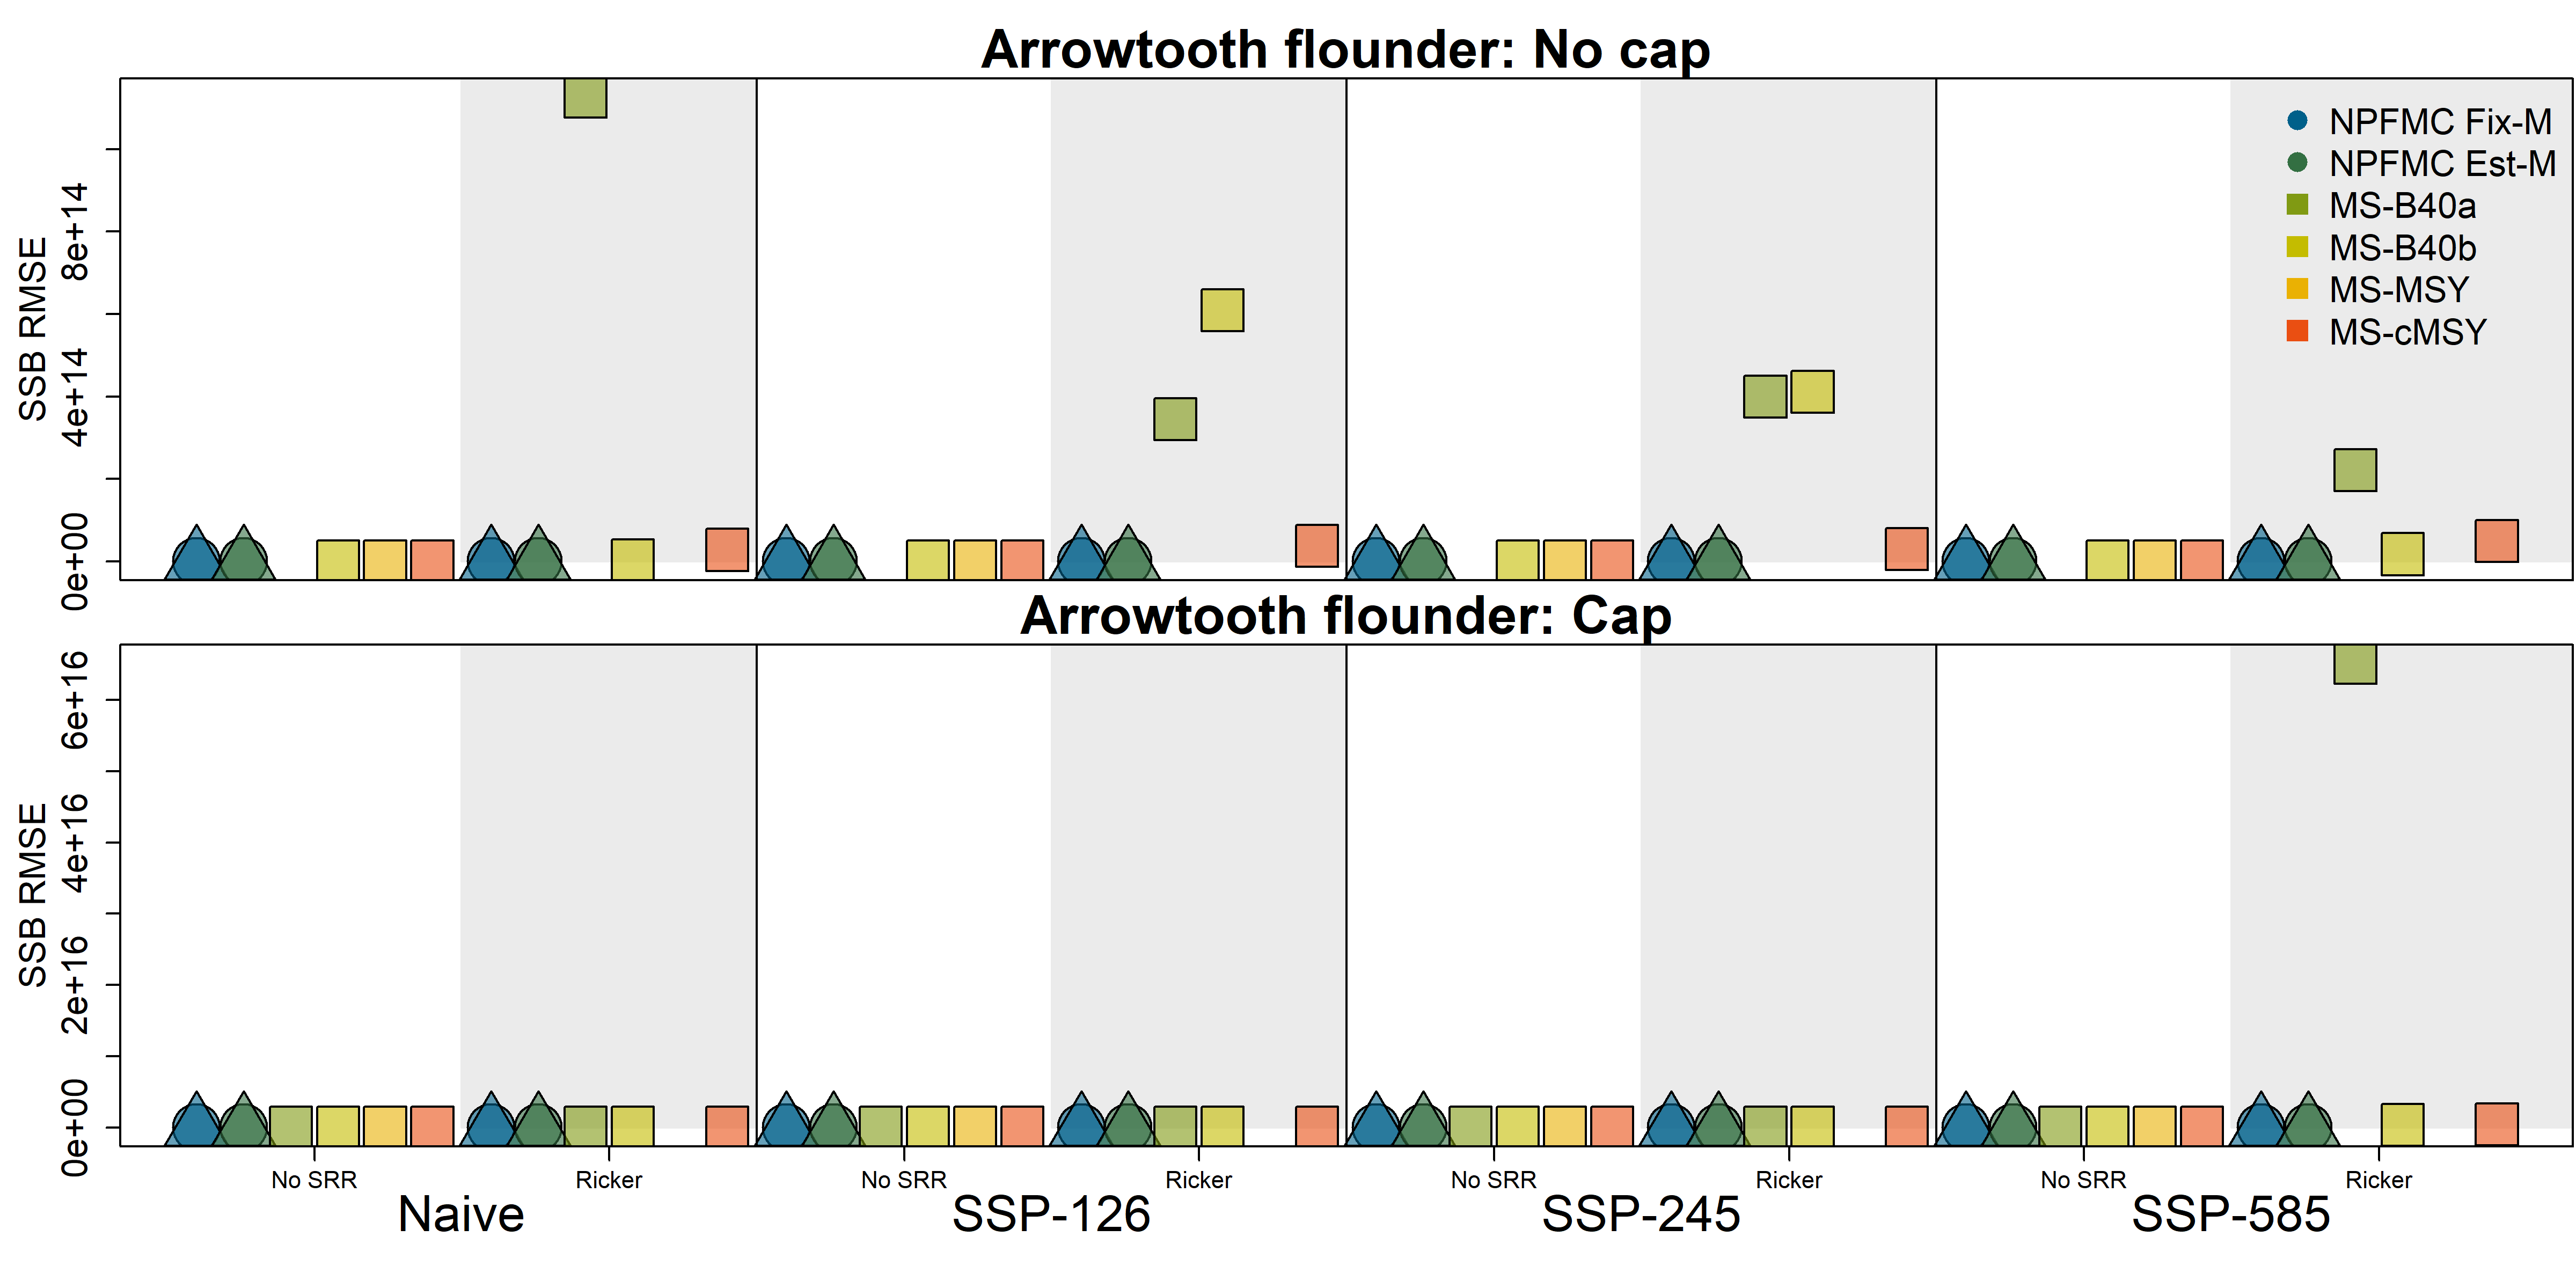 Arrowtooth flounder: No cap
SSB RMSE
8e+14
4e+14
0e+00
NPFMC Fix-M
NPFMC Est-M
MS-B40a
MS-B40b
MS-MSY
MS-cMSY
Arrowtooth flounder: Cap
SSB RMSE
6e+16
4e+16
2e+16
0e+00
No SRR Ricker No SRR Ricker No SRR Ricker No SRR Ricker
Naive SSP-126 SSP-245 SSP-585